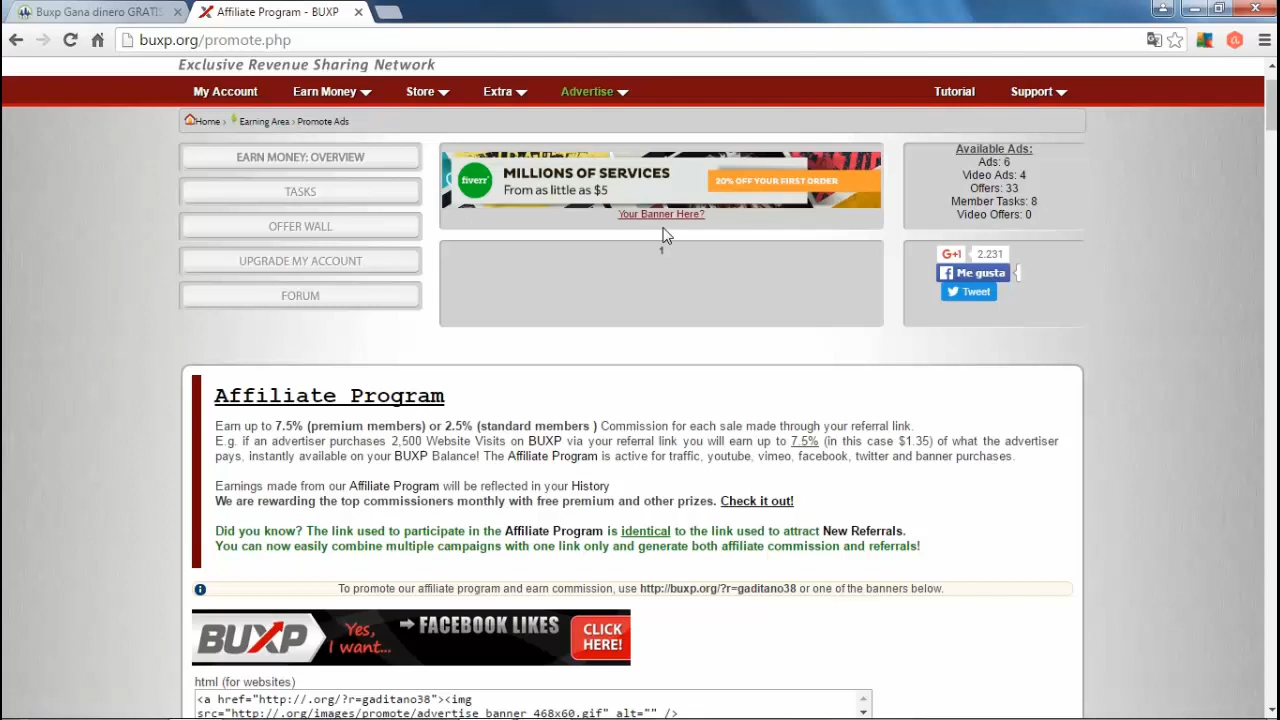 Buxp Gana dinero GRATIS
Affiliate Program - BUXP
buxp.org/promote.php
Exclusive Revenue Sharing Network
My Account
Earn Money
Store
Extra
Advertise
Tutorial
Support
Home › Earning Area › Promote Ads
EARN MONEY: OVERVIEW
TASKS
OFFER WALL
UPGRADE MY ACCOUNT
FORUM
fiverr
MILLIONS OF SERVICES
From as little as $5
20% OFF YOUR FIRST ORDER
Your Banner Here?
1
Available Ads:
Ads: 6
Video Ads: 4
Offers: 33
Member Tasks: 8
Video Offers: 0
G+1 2.231
Me gusta
Tweet
Affiliate Program
Earn up to 7.5% (premium members) or 2.5% (standard members ) Commission for each sale made through your referral link.
E.g. if an advertiser purchases 2,500 Website Visits on BUXP via your referral link you will earn up to 7.5% (in this case $1.35) of what the advertiser
pays, instantly available on your BUXP Balance! The Affiliate Program is active for traffic, youtube, vimeo, facebook, twitter and banner purchases.
Earnings made from our Affiliate Program will be reflected in your History
We are rewarding the top commissioners monthly with free premium and other prizes. Check it out!
Did you know? The link used to participate in the Affiliate Program is identical to the link used to attract New Referrals.
You can now easily combine multiple campaigns with one link only and generate both affiliate commission and referrals!
To promote our affiliate program and earn commission, use http://buxp.org/?r=gaditano38 or one of the banners below.
BUXP
Yes,
I want...
FACEBOOK LIKES
CLICK
HERE!
html (for websites)
<a href="http://.org/?r=gaditano38"><img
src="http://.org/images/promote/advertise_banner_468x60.gif" alt="" />